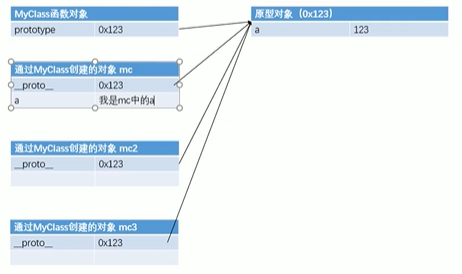 MyClass函数对象
prototype 0x123
原型对象（0x123）
a 123
通过MyClass创建的对象 mc
__proto__ 0x123
a 我是mc中的a
通过MyClass创建的对象 mc2
__proto__ 0x123
通过MyClass创建的对象 mc3
__proto__ 0x123